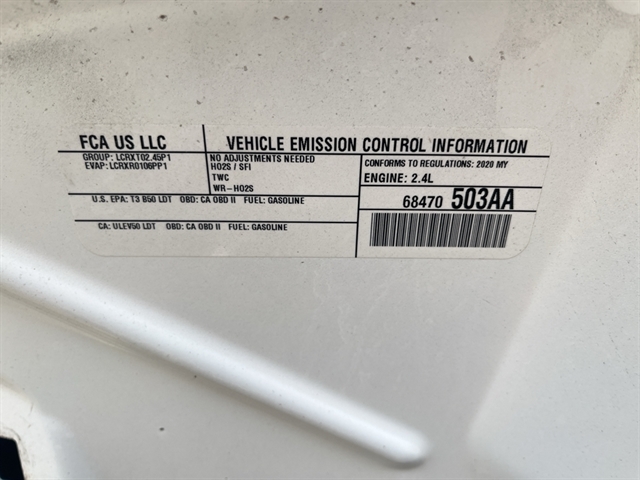 FCA US LLC
GROUP: LCRXT02.45P1
EVAP: LCRXR0106PP1
VEHICLE EMISSION CONTROL INFORMATION
NO ADJUSTMENTS NEEDED
HO2S / SFI
TWC
WR-HO2S
CONFORMS TO REGULATIONS: 2020 MY
ENGINE: 2.4L
U.S. EPA: T3 B50 LDT OBD: CA OBD II FUEL: GASOLINE
68470 503AA
CA: ULEV50 LDT OBD: CA OBD II FUEL: GASOLINE